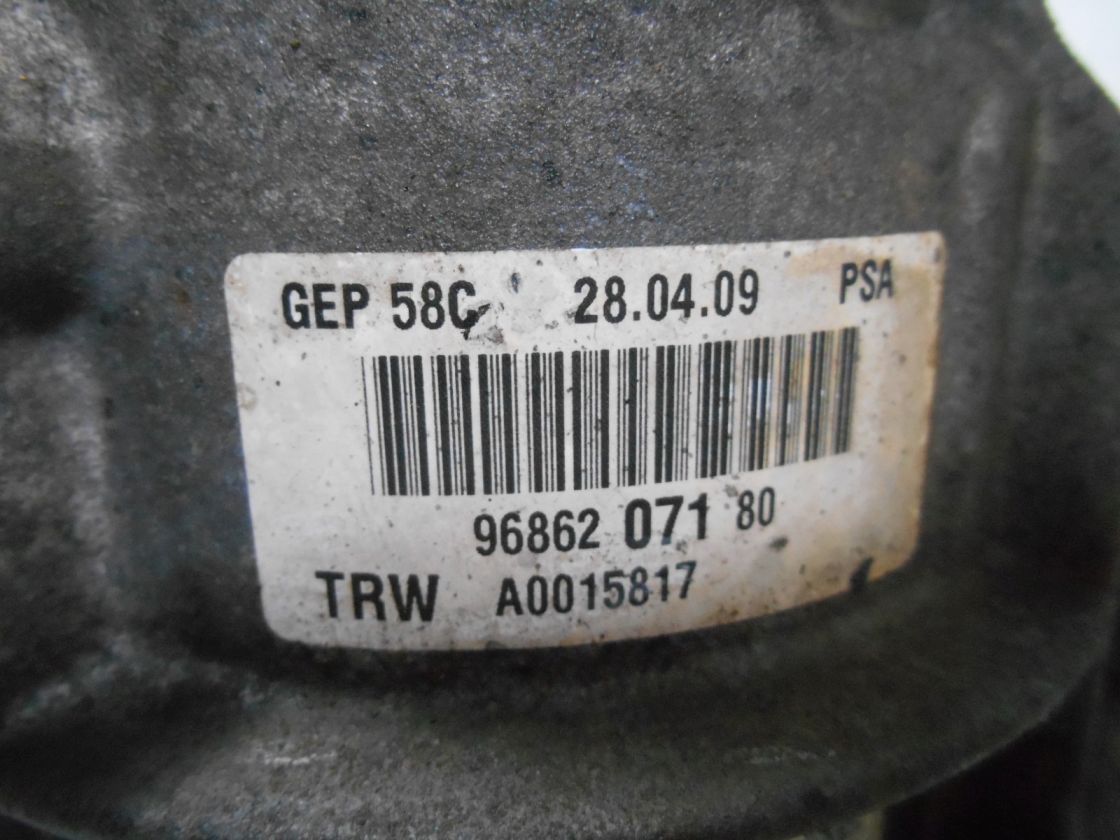 GEP 58C 28.04.09 PSA
96862 071 80
TRW A0015817